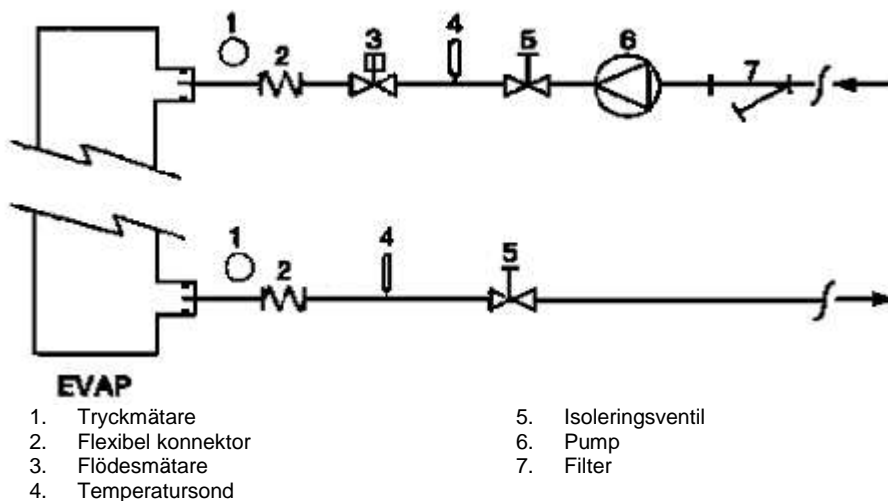 1 2 3 4 5 6 7
1 2 4 5
EVAP
1. Tryckmätare
2. Flexibel konnektor
3. Flödesmätare
4. Temperatursond
5. Isoleringsventil
6. Pump
7. Filter